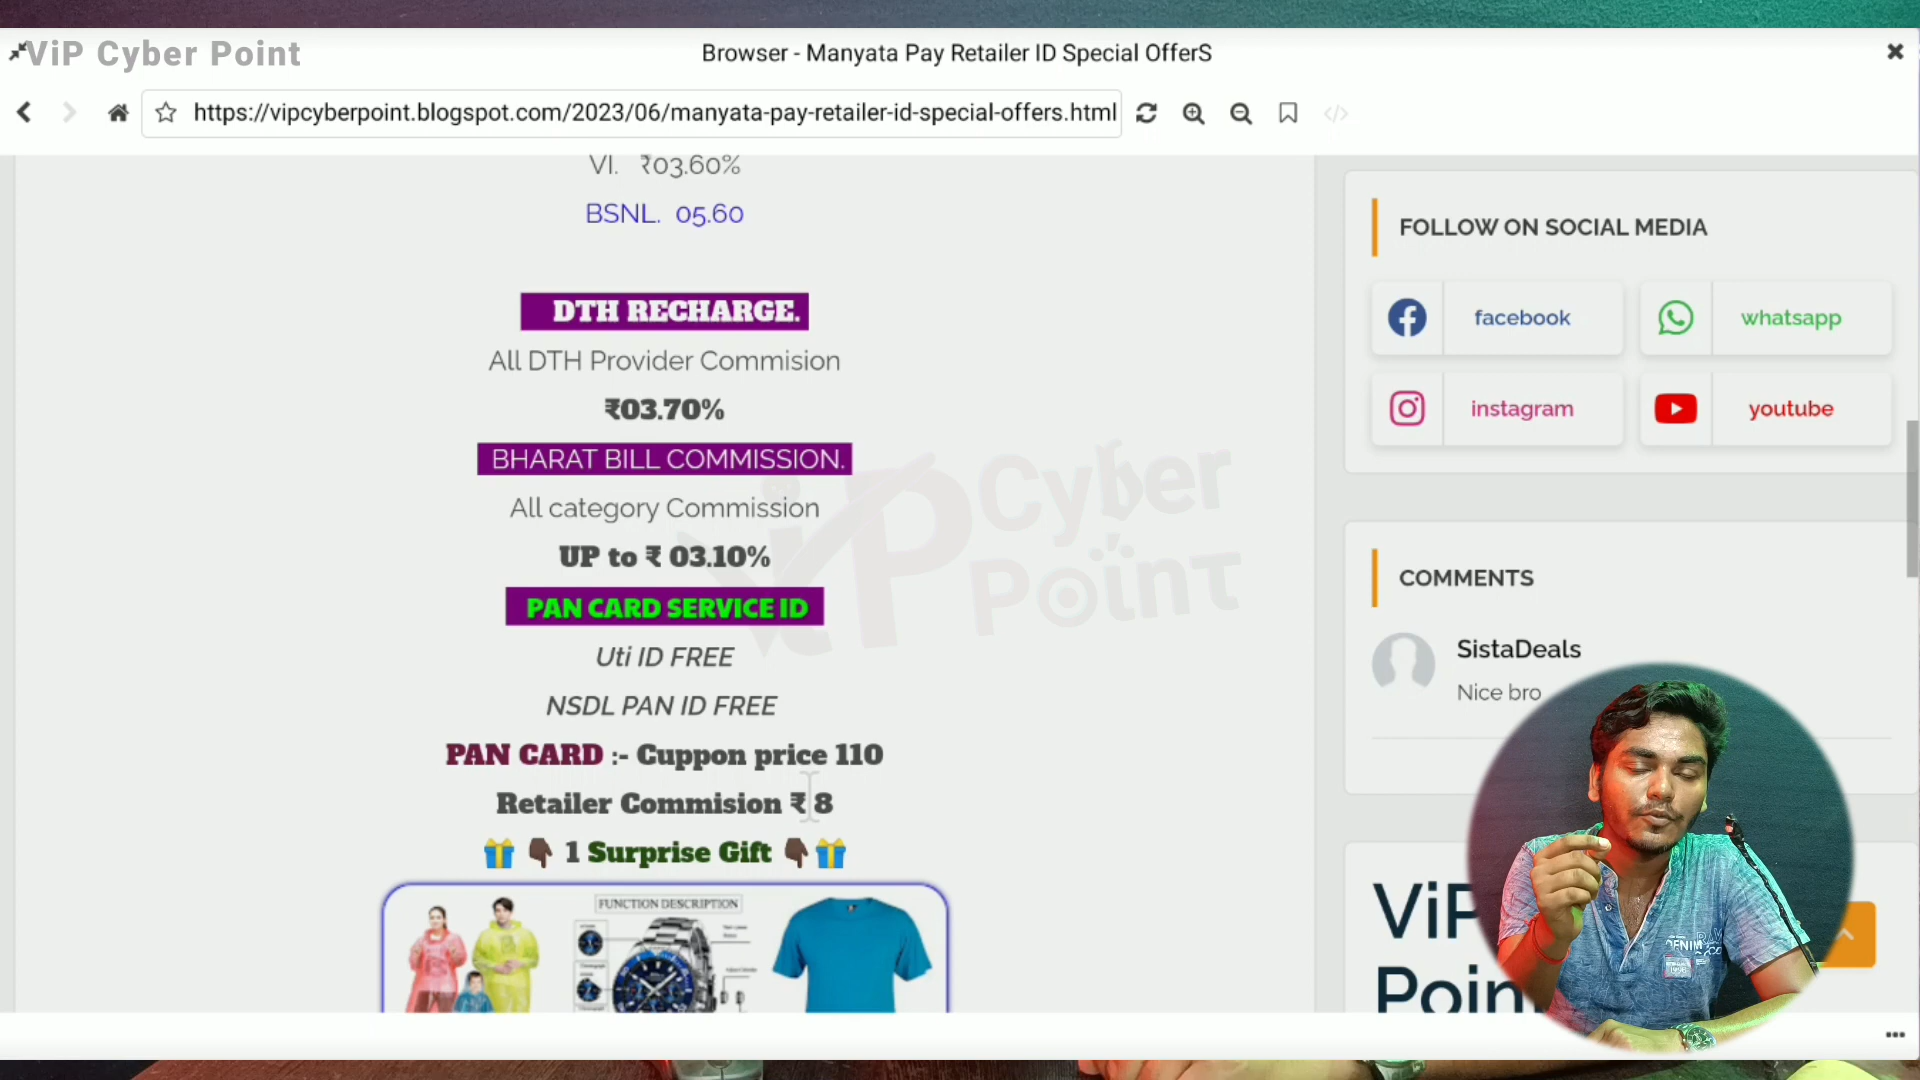 ViP Cyber Point
Browser - Manyata Pay Retailer ID Special OfferS
https://vipcyberpoint.blogspot.com/2023/06/manyata-pay-retailer-id-special-offers.html
VI. ₹03.60%
BSNL. 05.60
DTH RECHARGE.
All DTH Provider Commision
₹03.70%
BHARAT BILL COMMISSION.
All category Commission
UP to ₹ 03.10%
PAN CARD SERVICE ID
Uti ID FREE
NSDL PAN ID FREE
PAN CARD :- Cuppon price 110
Retailer Commision ₹ 8
1 Surprise Gift
FUNCTION DESCRIPTION
ViP Cyber
Point
FOLLOW ON SOCIAL MEDIA
facebook
whatsapp
instagram
youtube
COMMENTS
SistaDeals
Nice bro
ViP
Poin
DENIM